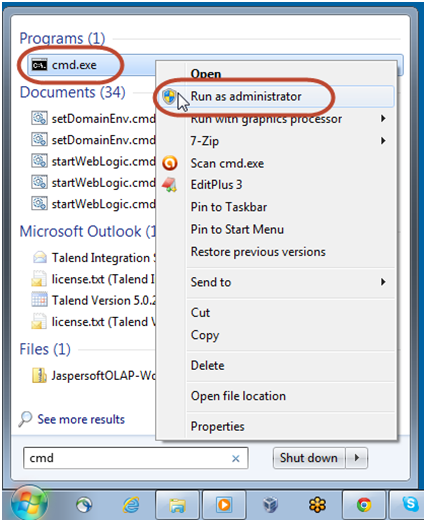 Programs (1)
cmd.exe
Documents (34)
setDomainEnv.cmd
setDomainEnv.cmd
startWebLogic.cmd
startWebLogic.cmd
startWebLogic.cmd
Microsoft Outlook (1
Talend Integration S
license.txt (Talend I
Talend Version 5.0.2
license.txt (Talend V
Files (1)
JaspersoftOLAP-Wo
See more results
cmd
Shut down
Open
Run as administrator
Run with graphics processor
7-Zip
Scan cmd.exe
EditPlus 3
Pin to Taskbar
Pin to Start Menu
Restore previous versions
Send to
Cut
Copy
Delete
Open file location
Properties